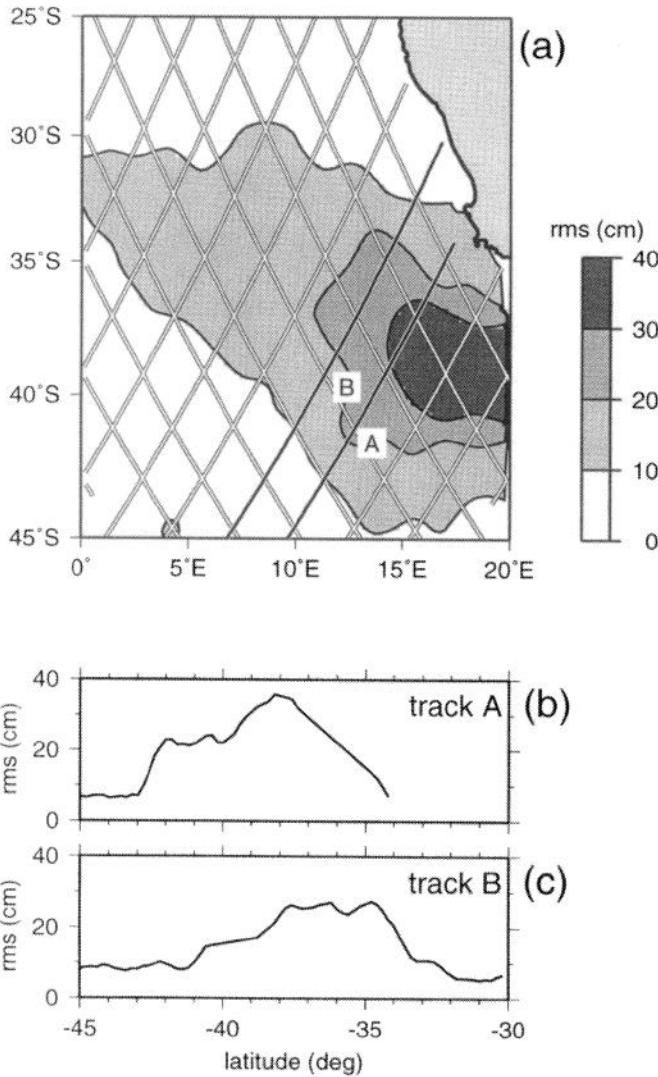 25˚S
(a)
30˚S
rms (cm)
35˚S
40
30
B
20
40˚S
A
10
45˚S
0
0˚ 5˚E 10˚E 15˚E 20˚E
40
track A (b)
rms (cm)
20
0
40
track B (c)
rms (cm)
20
0
-45 -40 -35 -30
latitude (deg)